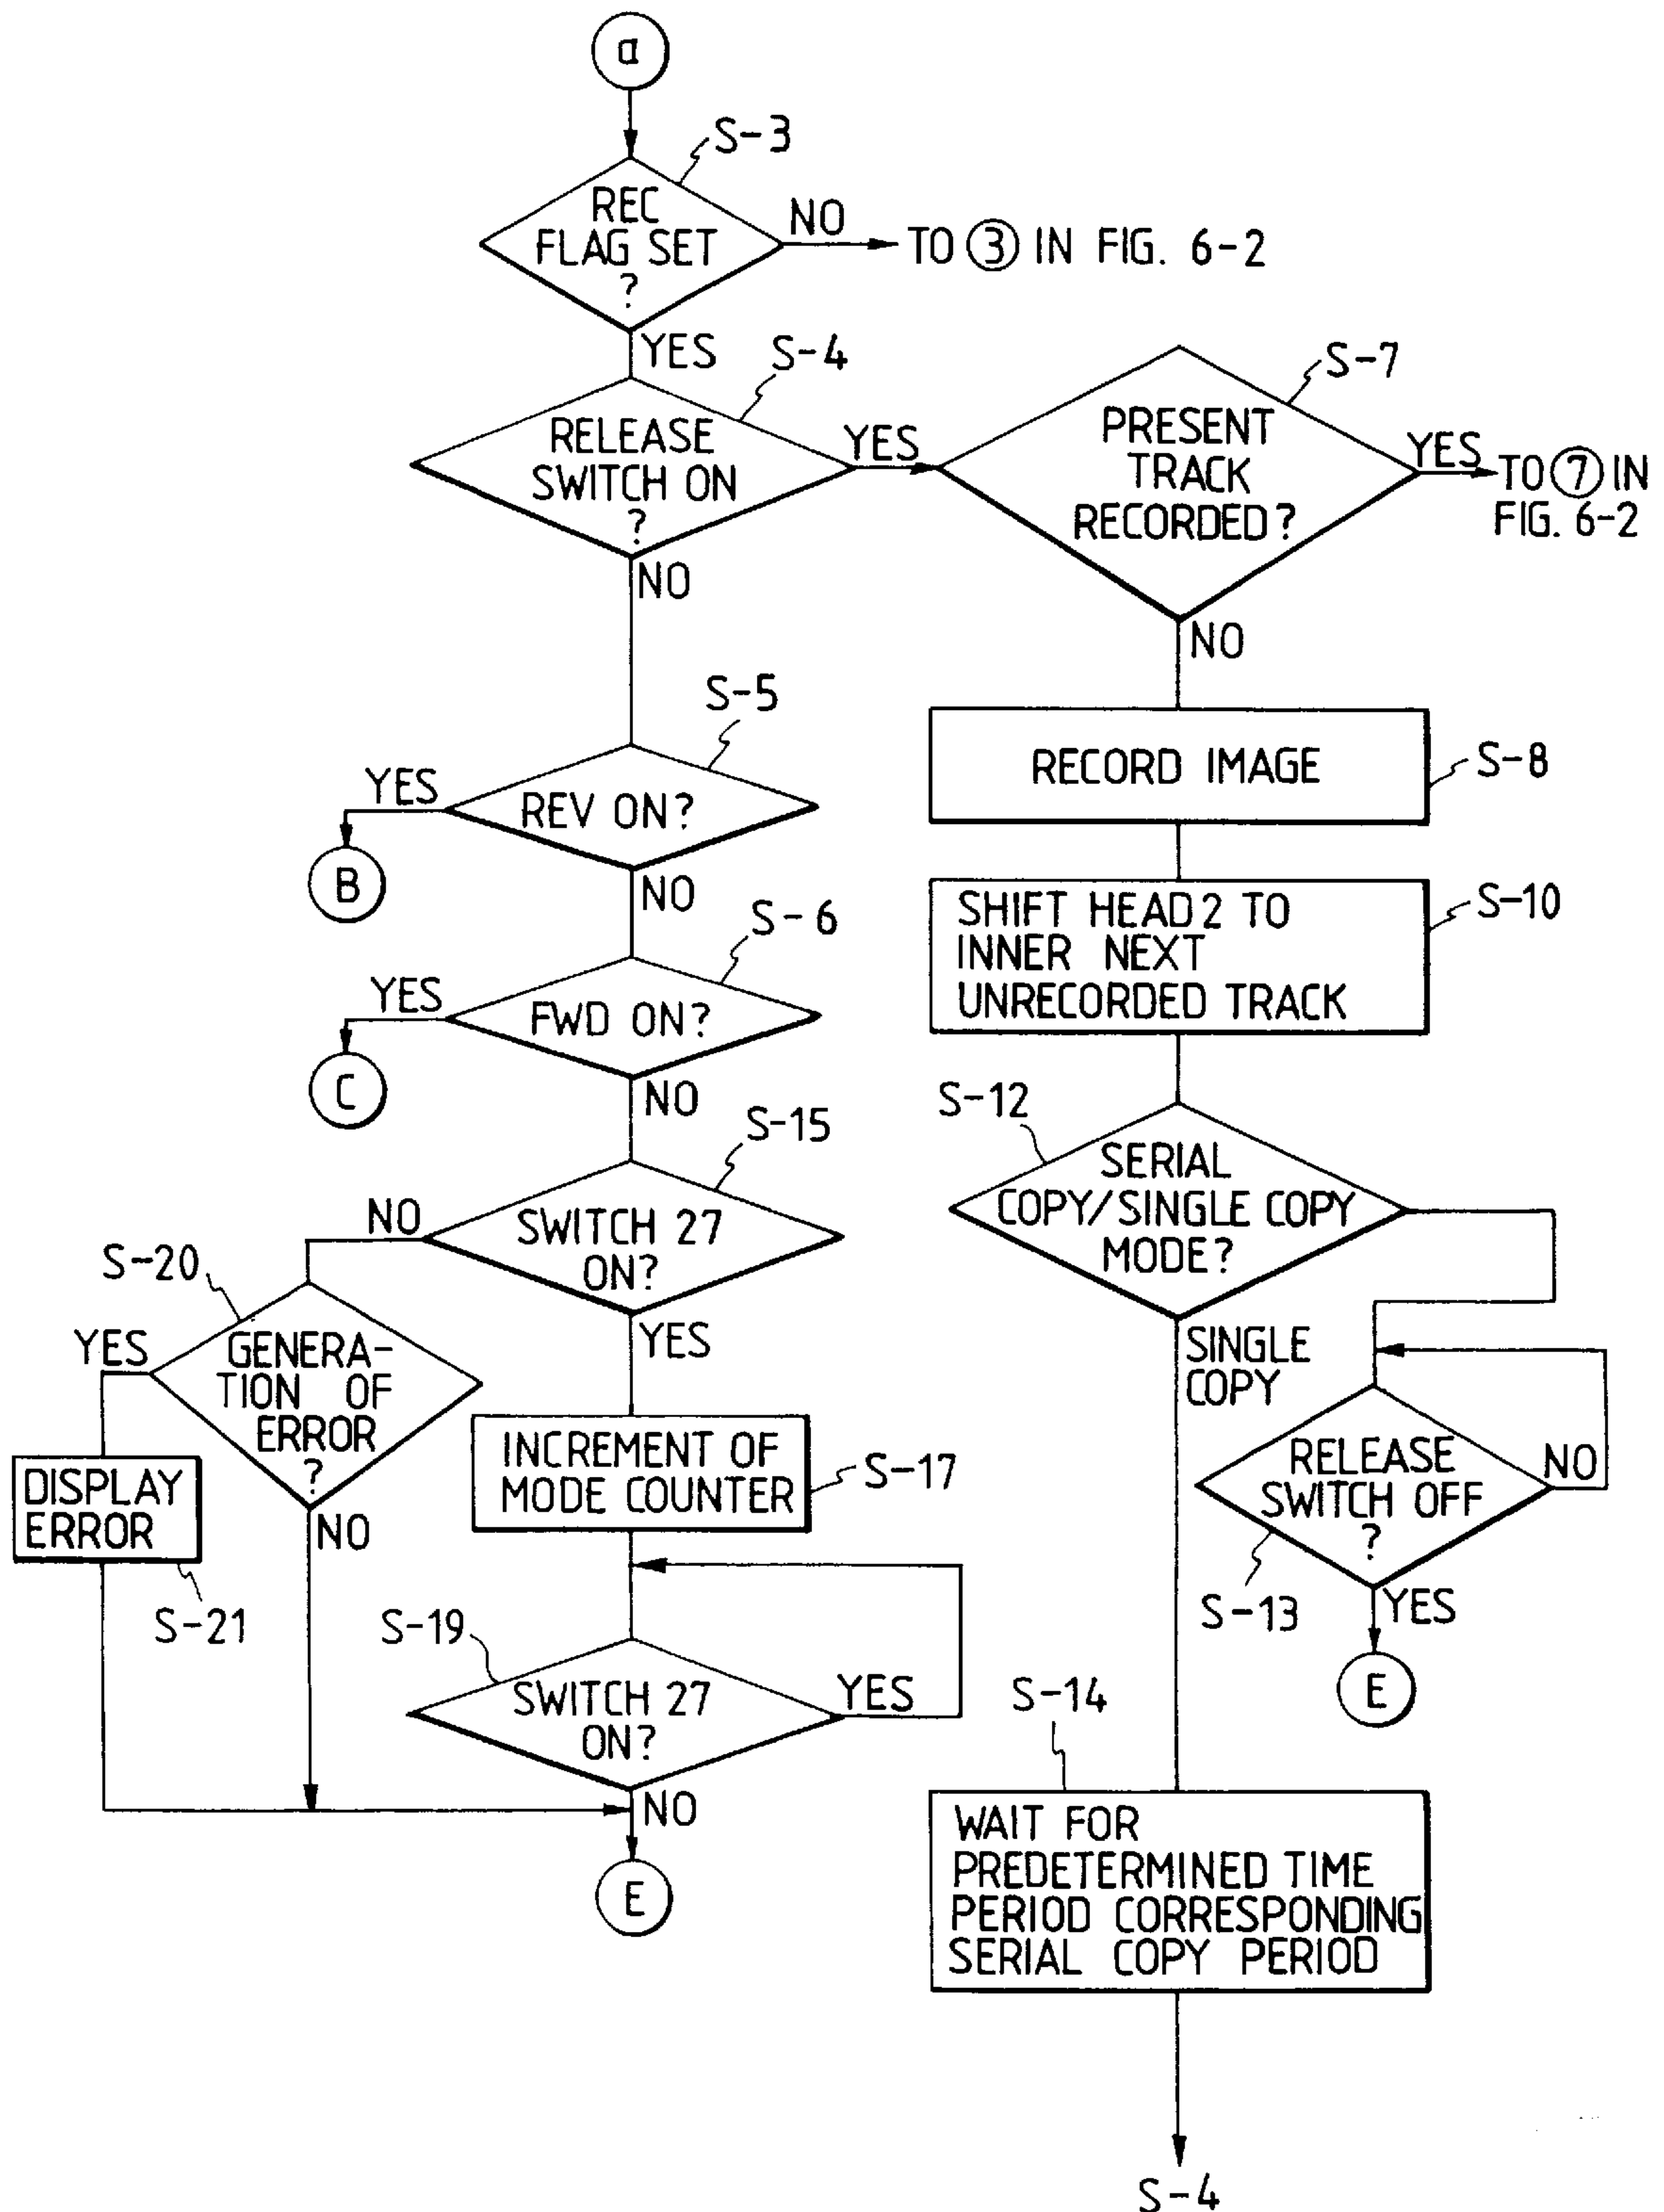 a
S-3
REC
FLAG SET
?
NO
TO 3 IN FIG. 6-2
YES
S-4
RELEASE
SWITCH ON
?
YES
NO
S-7
PRESENT
TRACK
RECORDED?
YES
TO 7 IN
FIG. 6-2
NO
S-5
REV ON?
YES
B
NO
RECORD IMAGE
S-8
S-6
FWD ON?
YES
C
NO
SHIFT HEAD2 TO
INNER NEXT
UNRECORDED TRACK
S-10
S-15
SWITCH 27
ON?
NO
YES
S-12
SERIAL
COPY/SINGLE COPY
MODE?
SINGLE
COPY
S-20
GENERA-
TION OF
ERROR
?
YES
NO
DISPLAY
ERROR
S-21
INCREMENT OF
MODE COUNTER
S-17
RELEASE
SWITCH OFF
?
NO
S-13
YES
E
S-19
SWITCH 27
ON?
YES
NO
E
S-14
WAIT FOR
PREDETERMINED TIME
PERIOD CORRESPONDING
SERIAL COPY PERIOD
S-4